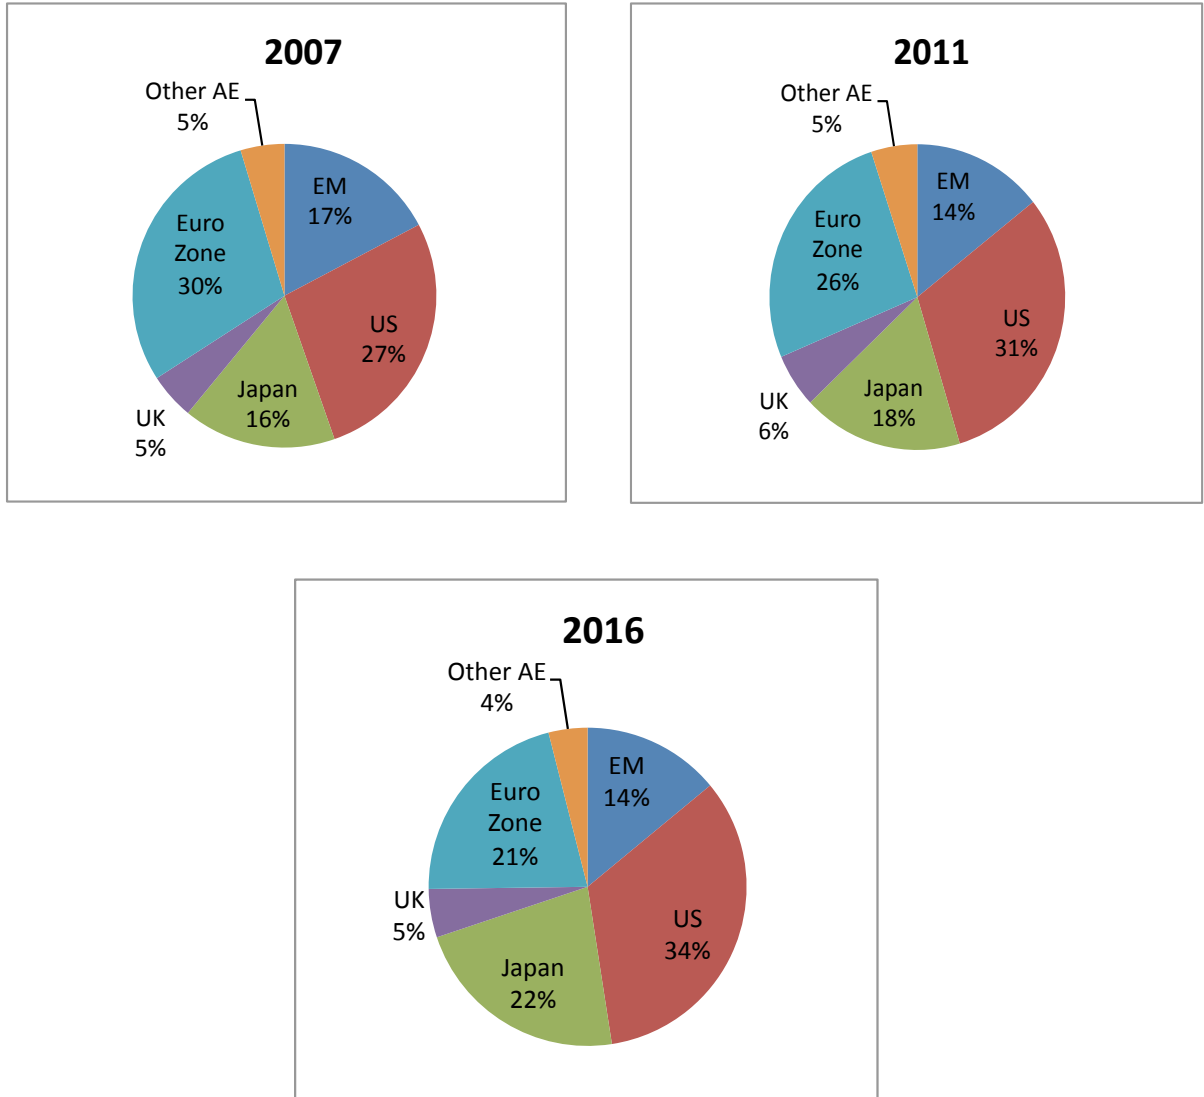 2007
Other AE
5%
EM
17%
Euro
Zone
30%
US
27%
Japan
16%
UK
5%
2011
Other AE
5%
EM
14%
Euro
Zone
26%
US
31%
Japan
18%
UK
6%
2016
Other AE
4%
EM
14%
Euro
Zone
21%
UK
5%
US
34%
Japan
22%